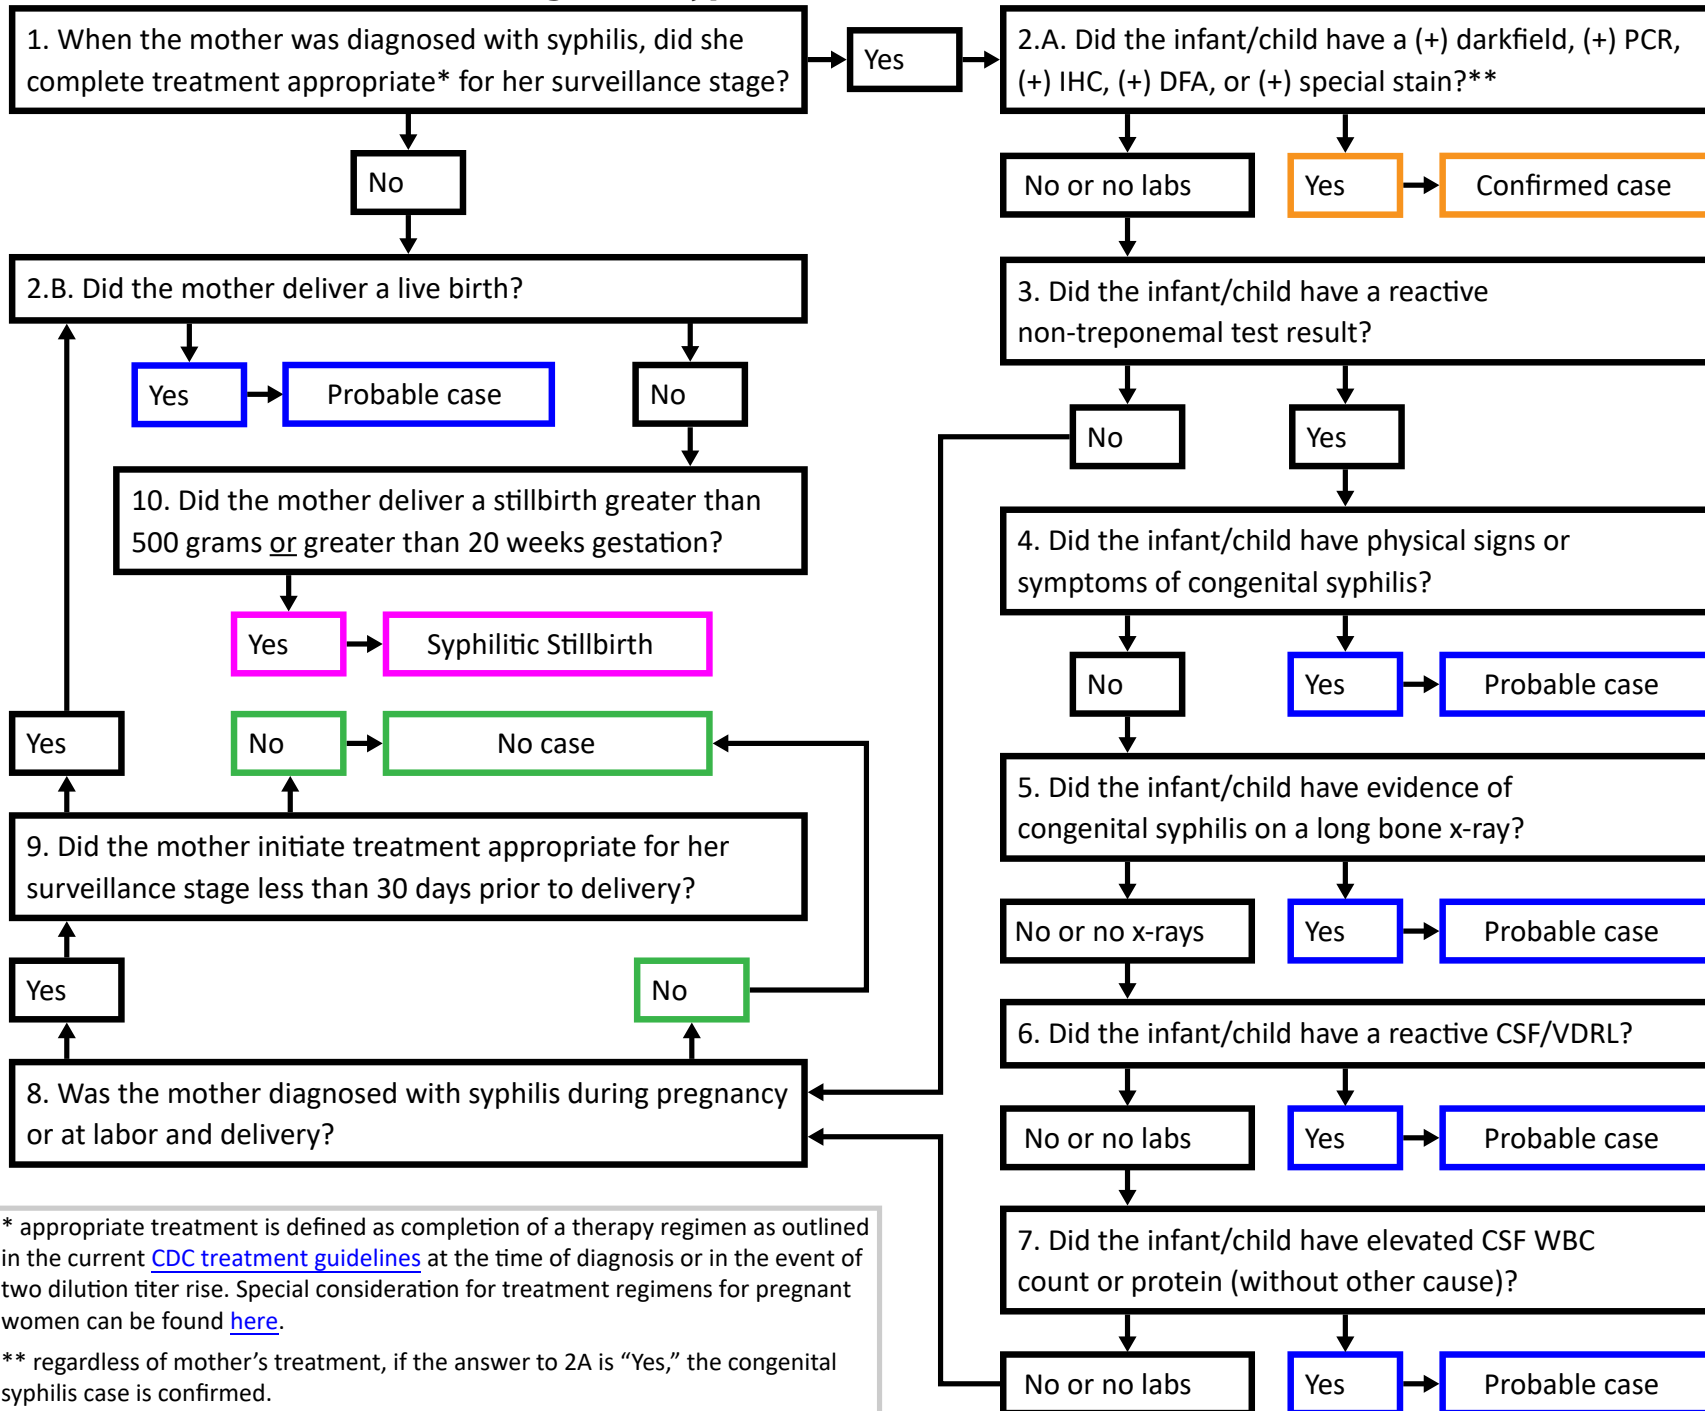 1. When the mother was diagnosed with syphilis, did she
complete treatment appropriate* for her surveillance stage?
Yes
2.A. Did the infant/child have a (+) darkfield, (+) PCR,
(+) IHC, (+) DFA, or (+) special stain?**
No
No or no labs
Yes
Confirmed case
2.B. Did the mother deliver a live birth?
3. Did the infant/child have a reactive
non-treponemal test result?
Yes
Probable case
No
No
Yes
10. Did the mother deliver a stillbirth greater than
500 grams or greater than 20 weeks gestation?
4. Did the infant/child have physical signs or
symptoms of congenital syphilis?
Yes
Syphilitic Stillbirth
No
Yes
Probable case
Yes
No
No case
5. Did the infant/child have evidence of
congenital syphilis on a long bone x-ray?
9. Did the mother initiate treatment appropriate for her
surveillance stage less than 30 days prior to delivery?
No or no x-rays
Yes
Probable case
Yes
No
6. Did the infant/child have a reactive CSF/VDRL?
8. Was the mother diagnosed with syphilis during pregnancy
or at labor and delivery?
No or no labs
Yes
Probable case
7. Did the infant/child have elevated CSF WBC
count or protein (without other cause)?
No or no labs
Yes
Probable case
* appropriate treatment is defined as completion of a therapy regimen as outlined
in the current CDC treatment guidelines at the time of diagnosis or in the event of
two dilution titer rise. Special consideration for treatment regimens for pregnant
women can be found here.
** regardless of mother's treatment, if the answer to 2A is "Yes," the congenital
syphilis case is confirmed.